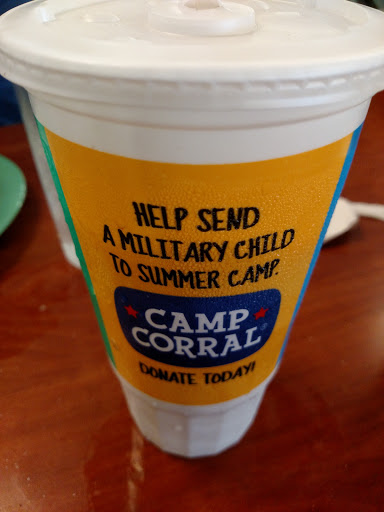 HELP SEND
A MILITARY CHILD
TO SUMMER CAMP.
CAMP
CORRAL
DONATE TODAY!